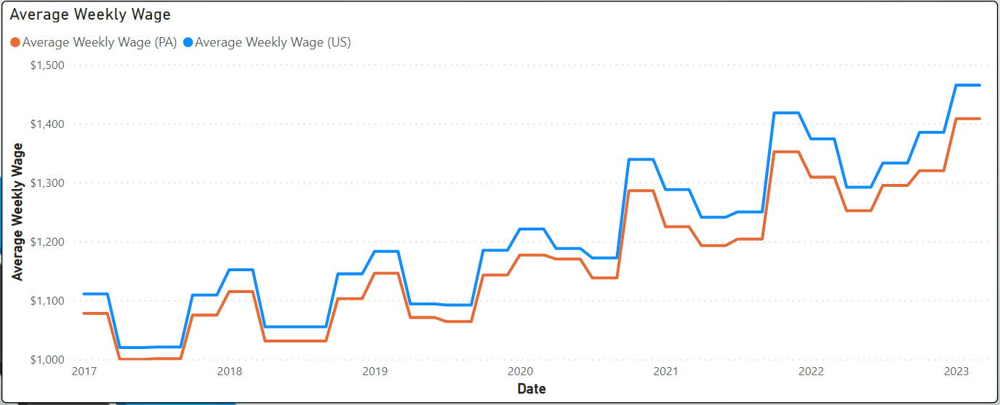 Average Weekly Wage
Average Weekly Wage (PA) Average Weekly Wage (US)
$1,500
$1,400
$1,300
$1,200
$1,100
$1,000
Average Weekly Wage
2017 2018 2019 2020 2021 2022 2023
Date